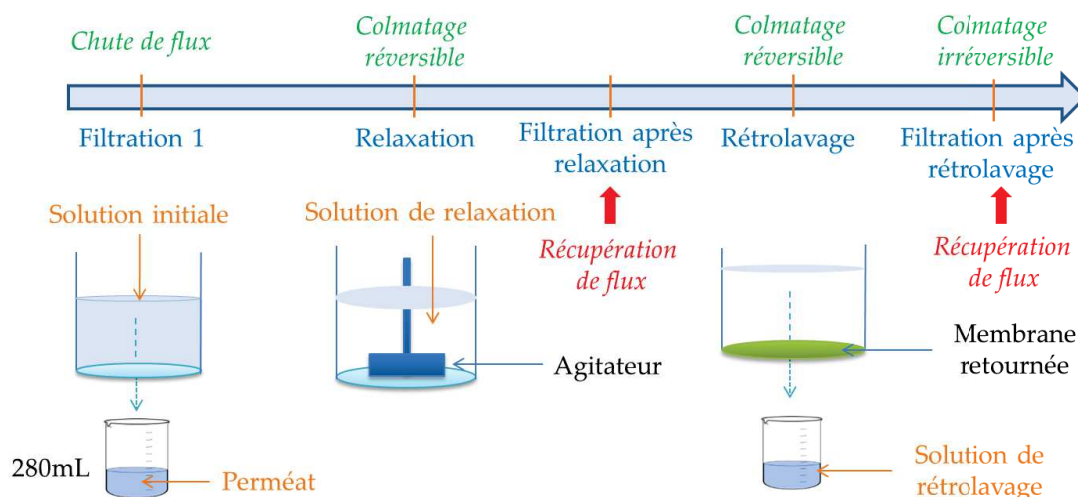 Chute de flux
Colmatage
réversible
Colmatage
réversible
Colmatage
irréversible
Filtration 1
Relaxation
Filtration après
relaxation
Rétrolavage
Filtration après
rétrolavage
Solution initiale
Solution de relaxation
Récupération
de flux
Récupération
de flux
Agitateur
Membrane
retournée
280mL
Perméat
Solution de
rétrolavage